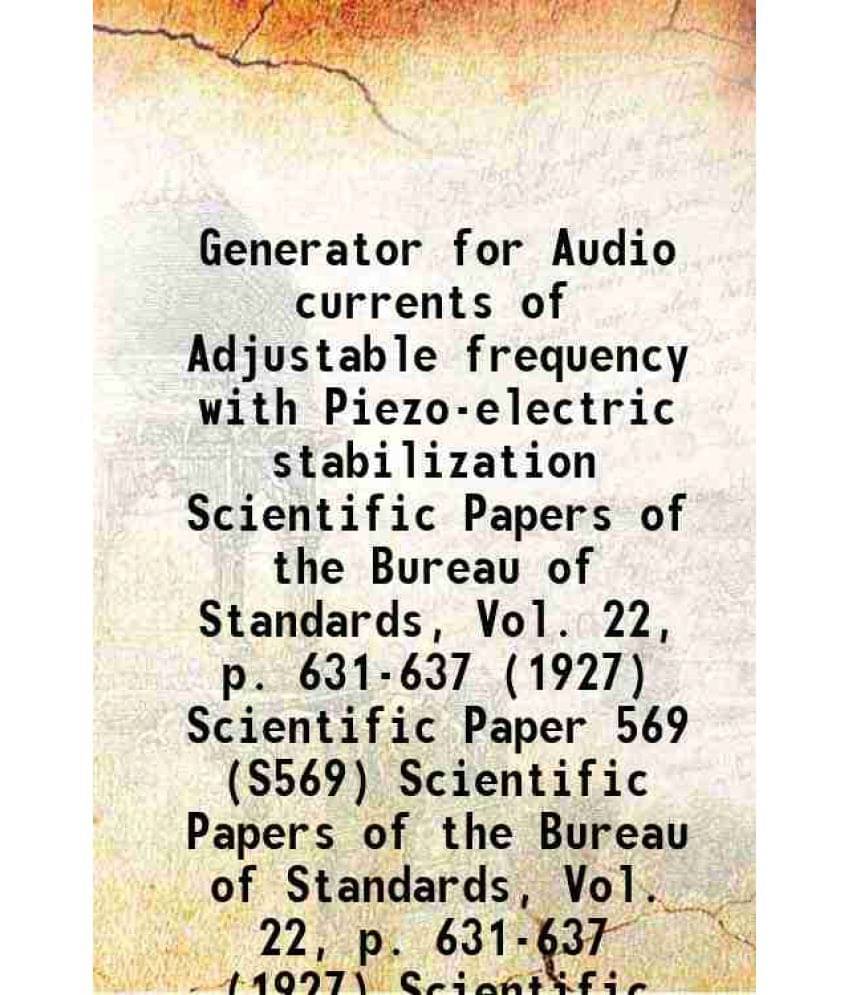 Generator for Audio
currents of
Adjustable frequency
with Piezo-electric
stabilization
Scientific Papers of
the Bureau of
Standards, Vol. 22,
p. 631-637 (1927)
Scientific Paper 569
(S569) Scientific
Papers of the Bureau
of Standards, Vol.
22, p. 631-637
(1927) Scientific